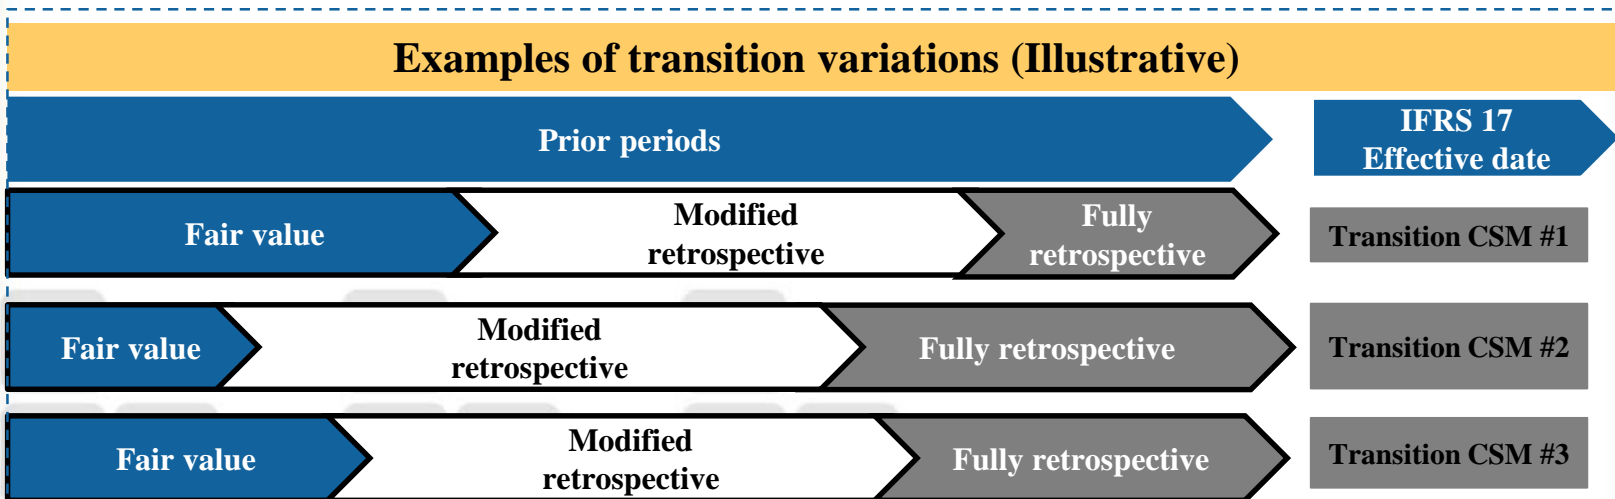 Examples of transition variations (Illustrative)
Prior periods
IFRS 17
Effective date
Fair value
Modified
retrospective
Fully
retrospective
Transition CSM #1
Fair value
Modified
retrospective
Fully retrospective
Transition CSM #2
Fair value
Modified
retrospective
Fully retrospective
Transition CSM #3